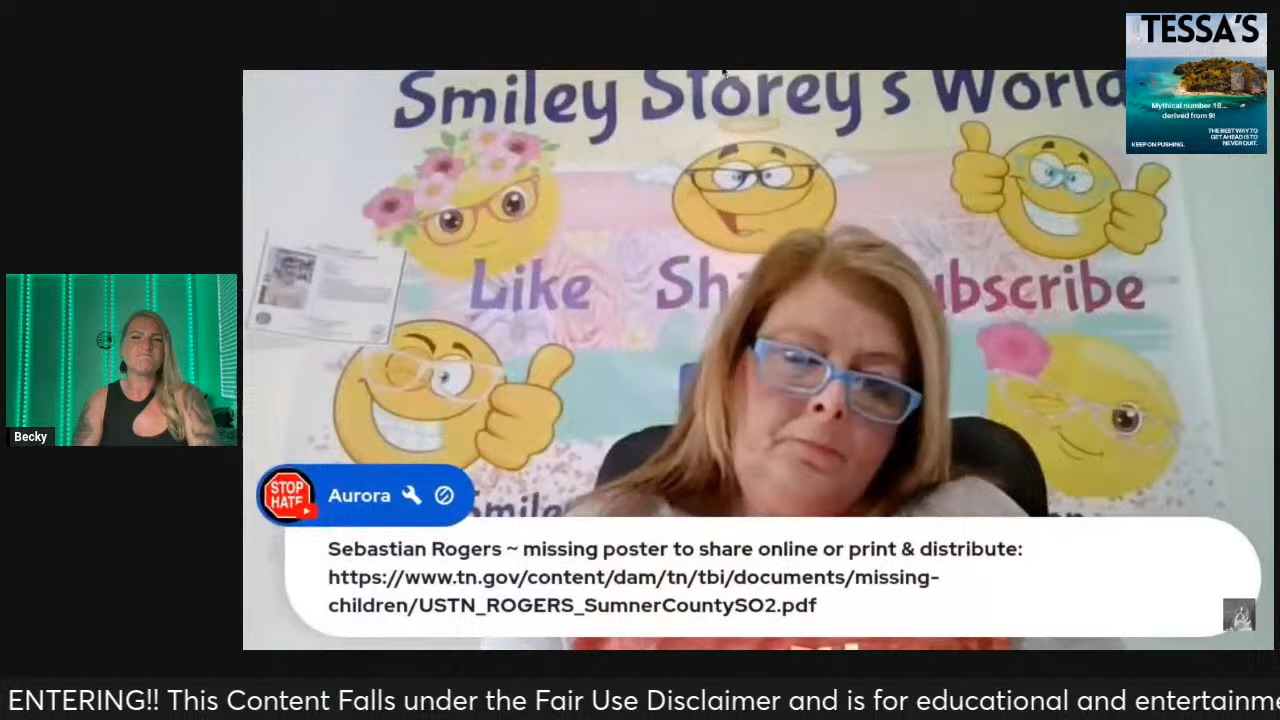 TESSA'S
Mythical number 18...
derived from 9!
THE BEST WAY TO
GET AHEAD IS TO
NEVER QUIT.
KEEP ON PUSHING.
Smiley Storey's World
Like Sh ubscribe
Becky
STOP
HATE
Aurora
Smile
Sebastian Rogers ~ missing poster to share online or print & distribute:
https://www.tn.gov/content/dam/tn/tbi/documents/missing-
children/USTN_ROGERS_SumnerCountySO2.pdf
ENTERING!! This Content Falls under the Fair Use Disclaimer and is for educational and entertainm